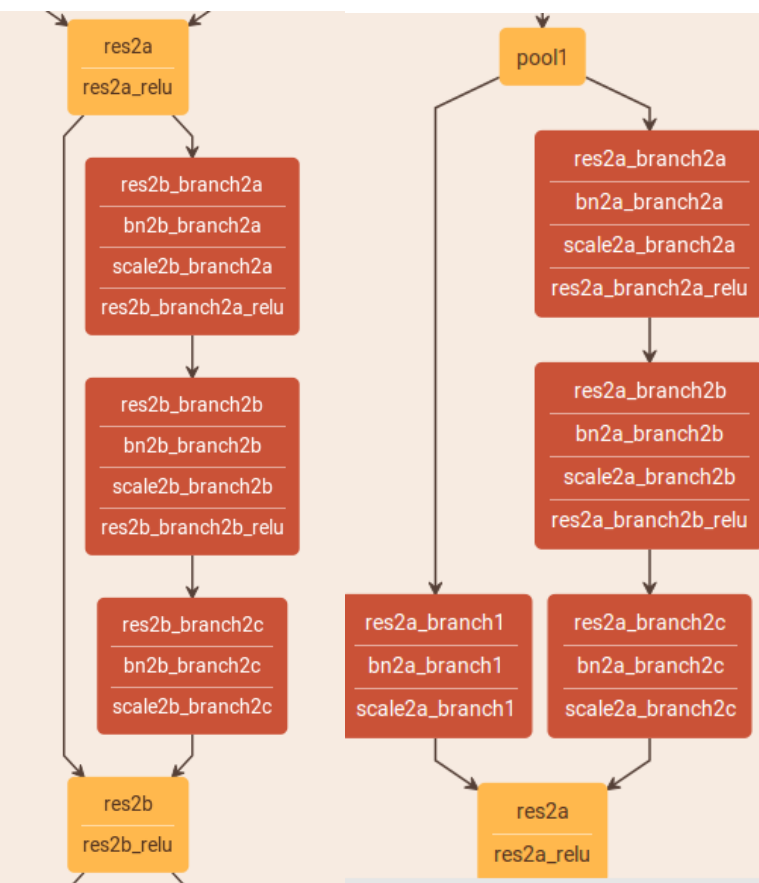 res2a
res2a_relu
res2b_branch2a
bn2b_branch2a
scale2b_branch2a
res2b_branch2a_relu
res2b_branch2b
bn2b_branch2b
scale2b_branch2b
res2b_branch2b_relu
res2b_branch2c
bn2b_branch2c
scale2b_branch2c
res2b
res2b_relu
pool1
res2a_branch2a
bn2a_branch2a
scale2a_branch2a
res2a_branch2a_relu
res2a_branch2b
bn2a_branch2b
scale2a_branch2b
res2a_branch2b_relu
res2a_branch1
bn2a_branch1
scale2a_branch1
res2a_branch2c
bn2a_branch2c
scale2a_branch2c
res2a
res2a_relu